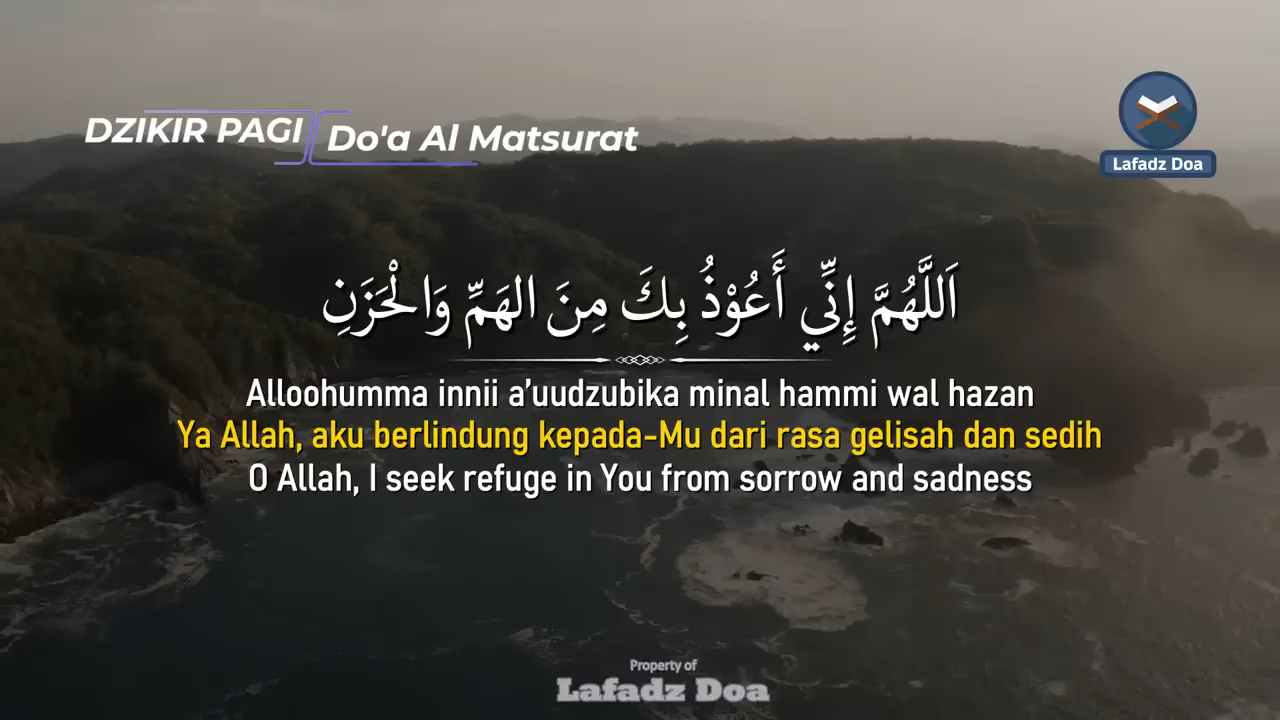 DZIKIR PAGI
Do'a Al Matsurat
Lafadz Doa
اَللَّهُمَّ إِنِّي أَعُوْذُ بِكَ مِنَ الهَمِّ وَالْحَزَنِ
Alloohumma innii a’uudzubika minal hammi wal hazan
Ya Allah, aku berlindung kepada-Mu dari rasa gelisah dan sedih
O Allah, I seek refuge in You from sorrow and sadness
Property of
Lafadz Doa